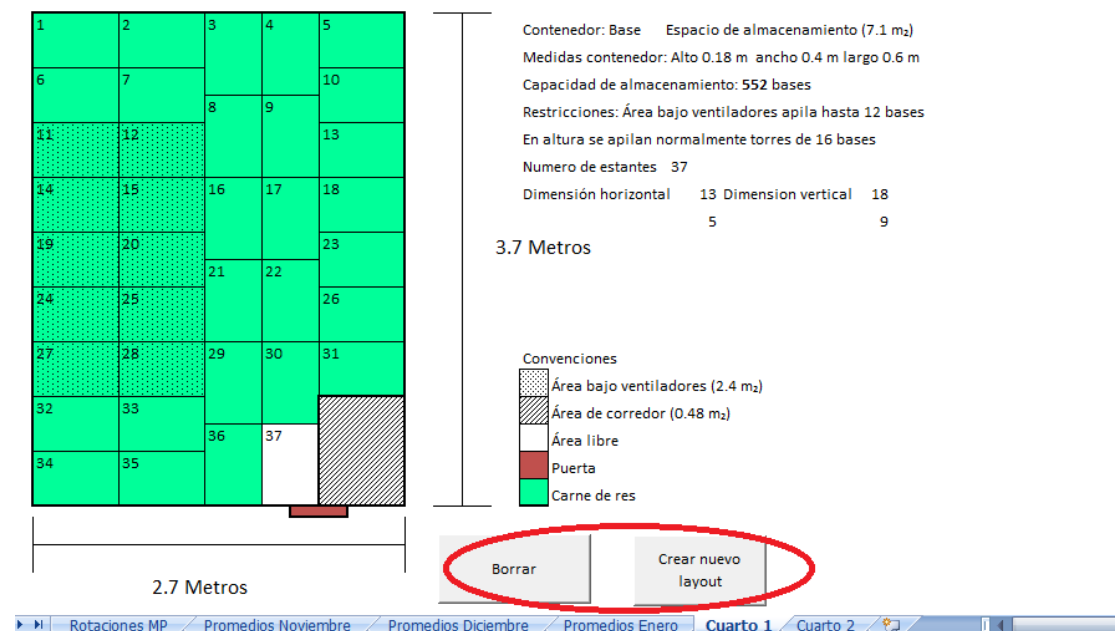 1 2 3 4 5
6 7 10
8 9
11 12 13
14 15 16 17 18
19 20 23
21 22
24 25 26
27 28 29 30 31
32 33
36 37
34 35
Contenedor: Base Espacio de almacenamiento (7.1 m₂)
Medidas contenedor: Alto 0.18 m ancho 0.4 m largo 0.6 m
Capacidad de almacenamiento: 552 bases
Restricciones: Área bajo ventiladores apila hasta 12 bases
En altura se apilan normalmente torres de 16 bases
Numero de estantes 37
Dimensión horizontal 13 Dimension vertical 18
5 9
3.7 Metros
Convenciones
Área bajo ventiladores (2.4 m₂)
Área de corredor (0.48 m₂)
Área libre
Puerta
Carne de res
2.7 Metros
Borrar
Crear nuevo
layout
Rotaciones MP Promedios Noviembre Promedios Diciembre Promedios Enero Cuarto 1 Cuarto 2